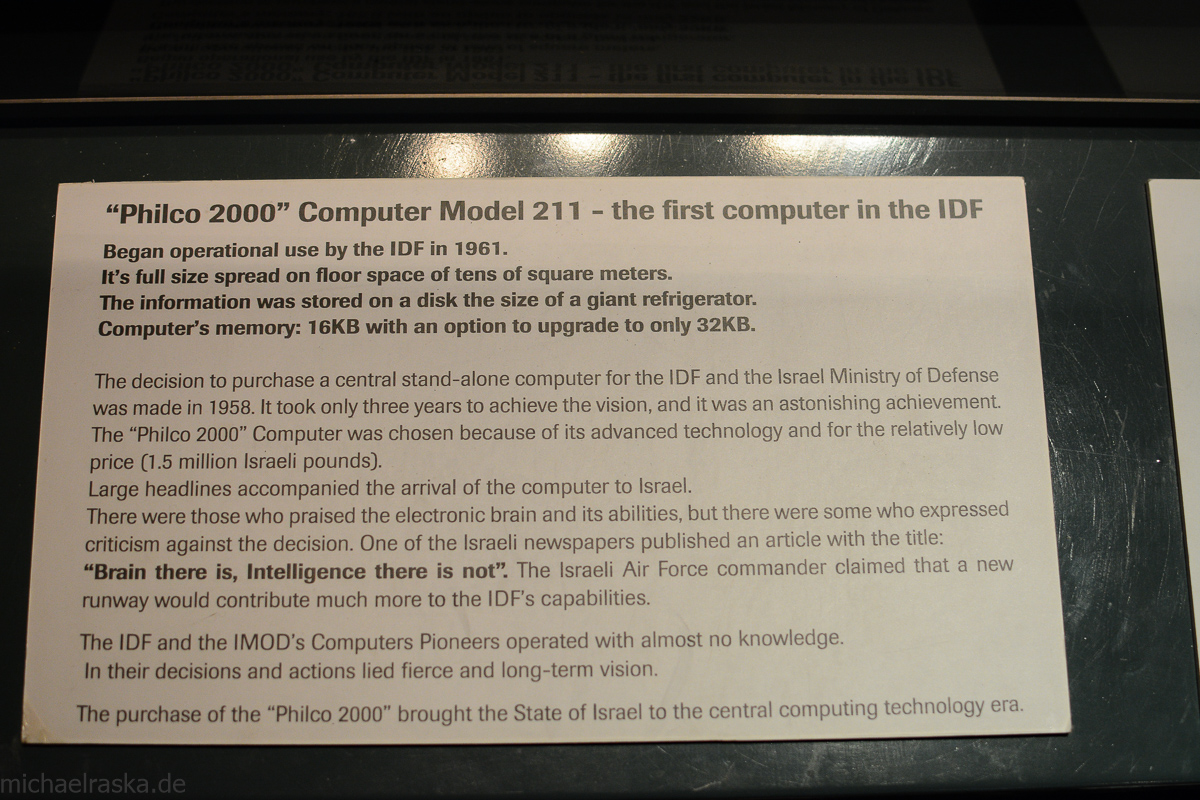 "Philco 2000" Computer Model 211 – the first computer in the IDF
Began operational use by the IDF in 1961.
It's full size spread on floor space of tens of square meters.
The information was stored on a disk the size of a giant refrigerator.
Computer's memory: 16KB with an option to upgrade to only 32KB.
The decision to purchase a central stand-alone computer for the IDF and the Israel Ministry of Defense
was made in 1958. It took only three years to achieve the vision, and it was an astonishing achievement.
The "Philco 2000" Computer was chosen because of its advanced technology and for the relatively low
price (1.5 million Israeli pounds).
Large headlines accompanied the arrival of the computer to Israel.
There were those who praised the electronic brain and its abilities, but there were some who expressed
criticism against the decision. One of the Israeli newspapers published an article with the title:
"Brain there is, Intelligence there is not". The Israeli Air Force commander claimed that a new
runway would contribute much more to the IDF's capabilities.
The IDF and the IMOD's Computers Pioneers operated with almost no knowledge.
In their decisions and actions lied fierce and long-term vision.
The purchase of the "Philco 2000" brought the State of Israel to the central computing technology era.
michaelraska.de